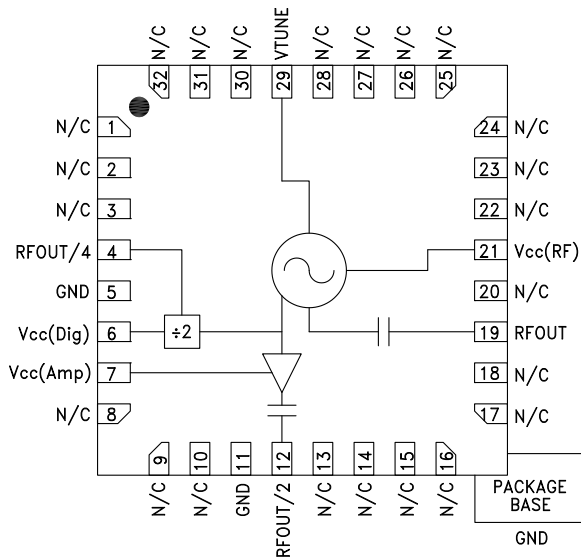 N/C
N/C
N/C
VTUNE
N/C
N/C
N/C
N/C
32
31
30
29
28
27
26
25
N/C 1
24 N/C
N/C 2
23 N/C
N/C 3
22 N/C
RFOUT/4 4
21 Vcc(RF)
GND 5
20 N/C
Vcc(Dig) 6
÷2
19 RFOUT
Vcc(Amp) 7
18 N/C
N/C 8
17 N/C
9
10
11
12
13
14
15
16
N/C
N/C
GND
RFOUT/2
N/C
N/C
N/C
N/C
PACKAGE
BASE
GND